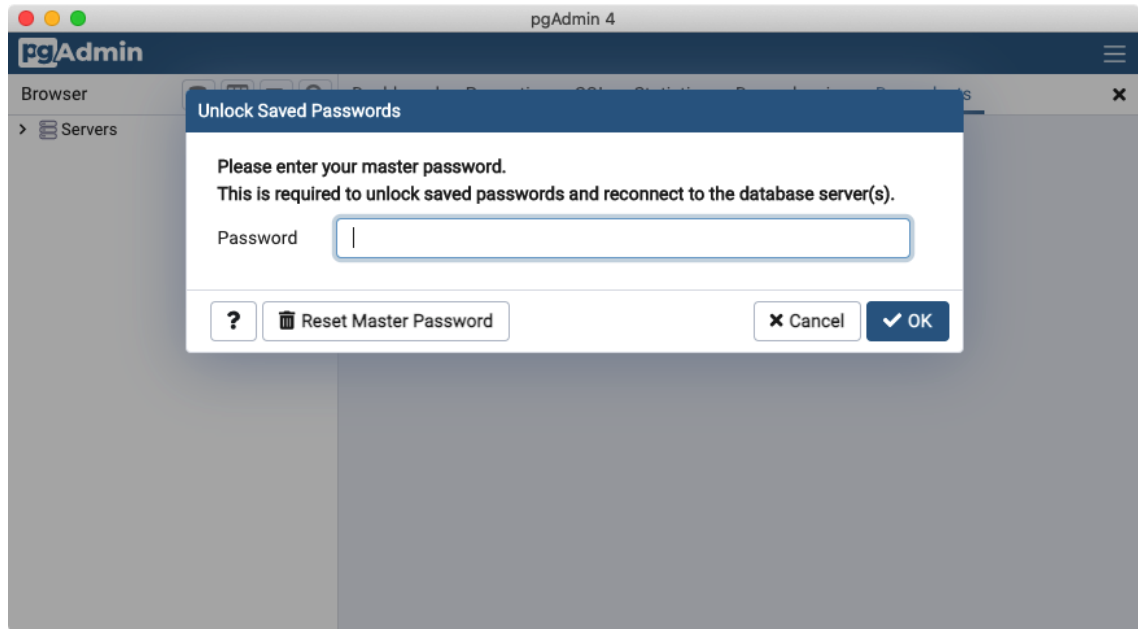 pgAdmin 4
pgAdmin
Browser
Servers
Unlock Saved Passwords
Please enter your master password.
This is required to unlock saved passwords and reconnect to the database server(s).
Password
? Reset Master Password Cancel OK